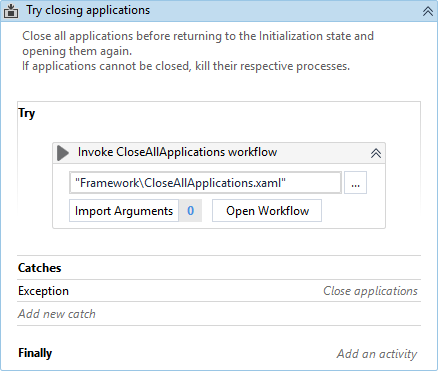 Try closing applications
Close all applications before returning to the Initialization state and
opening them again.
If applications cannot be closed, kill their respective processes.
Try
Invoke CloseAllApplications workflow
"Framework\CloseAllApplications.xaml"
...
Import Arguments 0 Open Workflow
Catches
Exception Close applications
Add new catch
Finally Add an activity